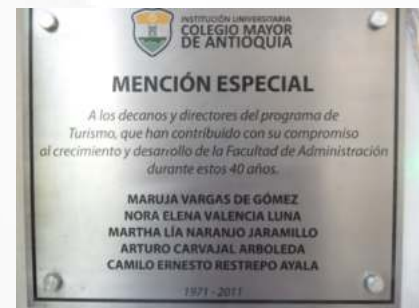 INSTITUCIÓN UNIVERSITARIA
COLEGIO MAYOR
DE ANTIOQUIA
MENCIÓN ESPECIAL
A los decanos y directores del programa de
Turismo, que han contribuido con su compromiso
al crecimiento y desarrollo de la Facultad de Administración
durante estos 40 años.
MARUJA VARGAS DE GÓMEZ
NORA ELENA VALENCIA LUNA
MARTHA LÍA NARANJO JARAMILLO
ARTURO CARVAJAL ARBOLEDA
CAMILO ERNESTO RESTREPO AYALA
1971 - 2011